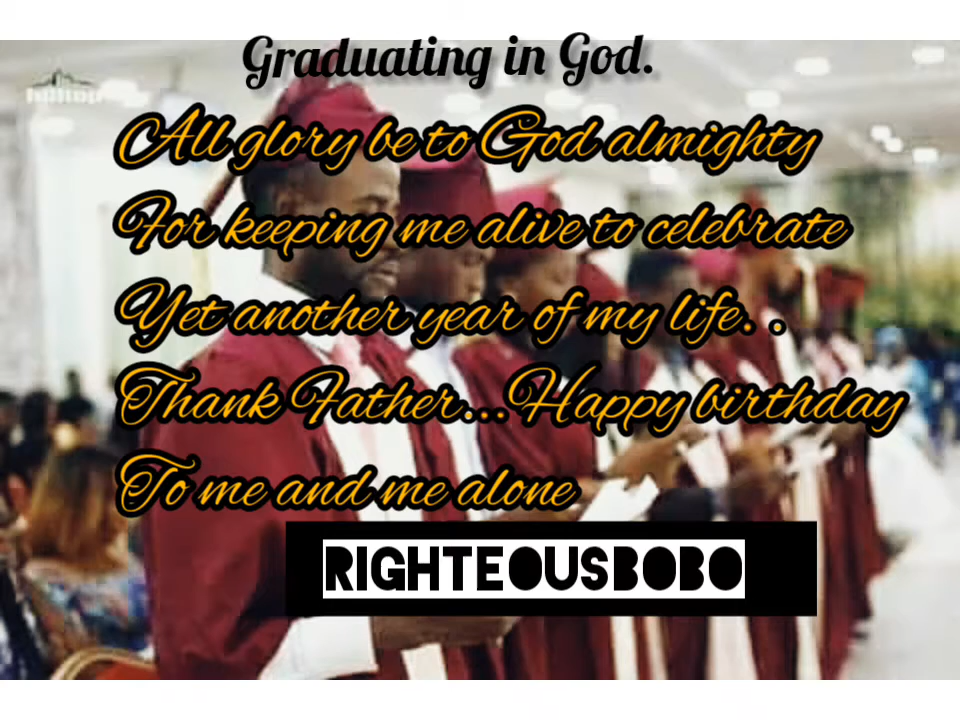 Graduating in God.
hilltop
All glory be to God almighty
For keeping me alive to celebrate
Yet another year of my life. .
Thank Father...Happy birthday
To me and me alone
RIGHTEOUSBOBO